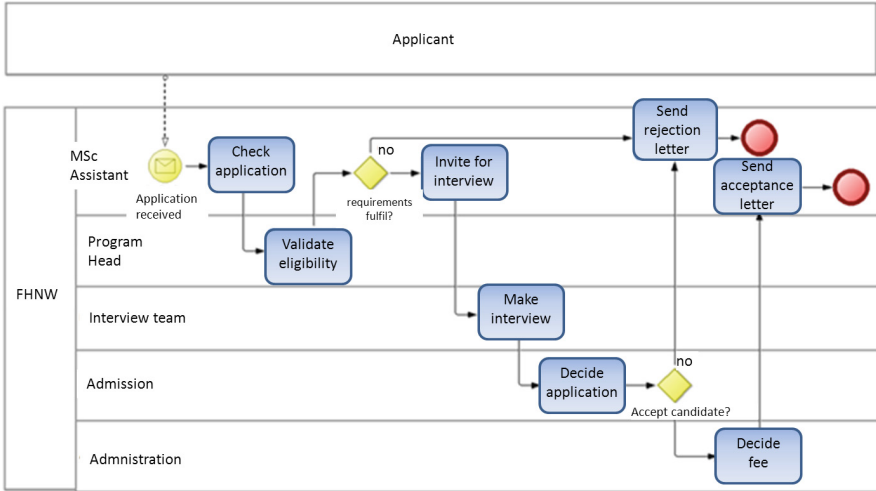 Applicant
FHNW
MSc
Assistant
Application
received
Check
application
no
requirements
fulfil?
Invite for
interview
Send
rejection
letter
Send
acceptance
letter
Program
Head
Validate
eligibility
Interview team
Make
interview
Admission
Decide
application
no
Accept candidate?
Admnistration
Decide
fee